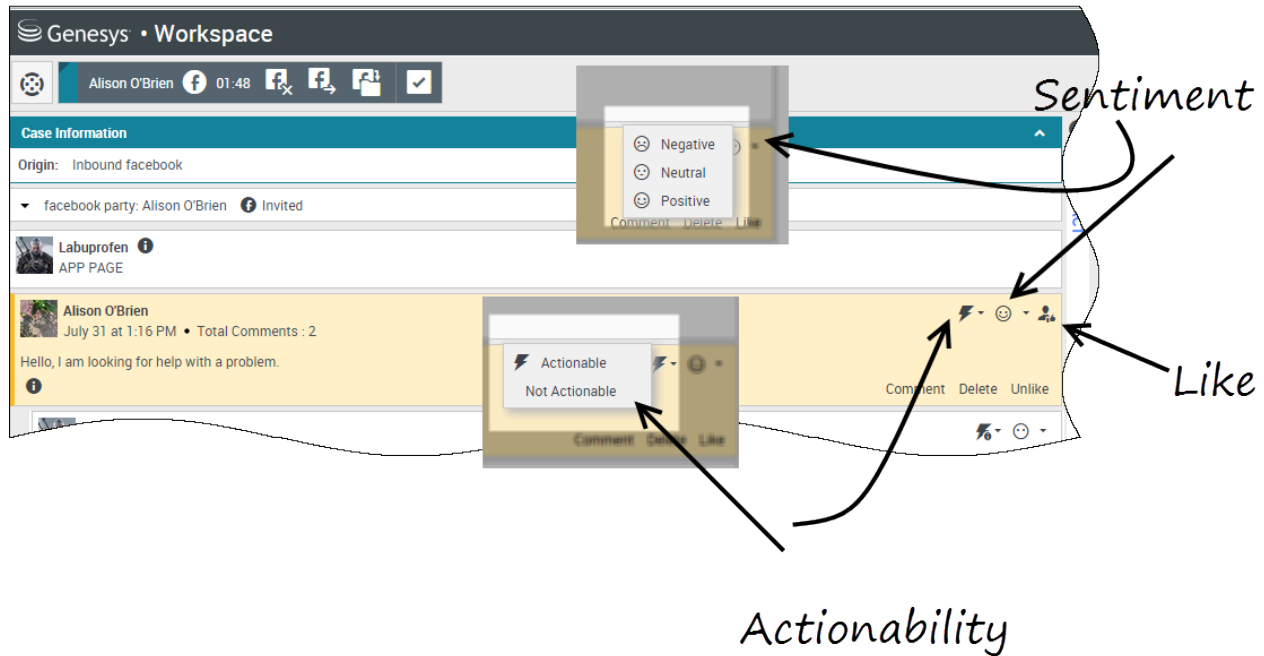 Genesys • Workspace
Alison O'Brien 01:48
Sentiment
Case Information
Origin: Inbound facebook
Negative
Neutral
Positive
Comment Delete Like
facebook party: Alison O'Brien Invited
Labuprofen
APP PAGE
Alison O'Brien
July 31 at 1:16 PM • Total Comments : 2
Hello, I am looking for help with a problem.
Actionable
Not Actionable
Comment Delete Like
Comment Delete Unlike
Like
Actionability